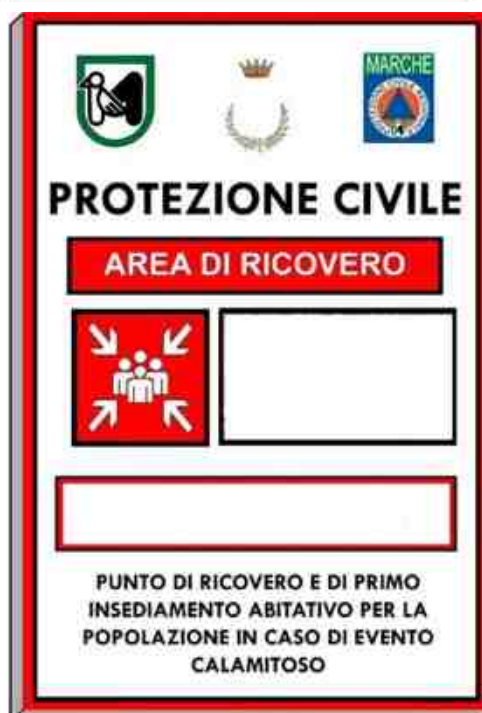 MARCHE
PROTEZIONE CIVILE
AREA DI RICOVERO
PUNTO DI RICOVERO E DI PRIMO
INSEDIAMENTO ABITATIVO PER LA
POPOLAZIONE IN CASO DI EVENTO
CALAMITOSO